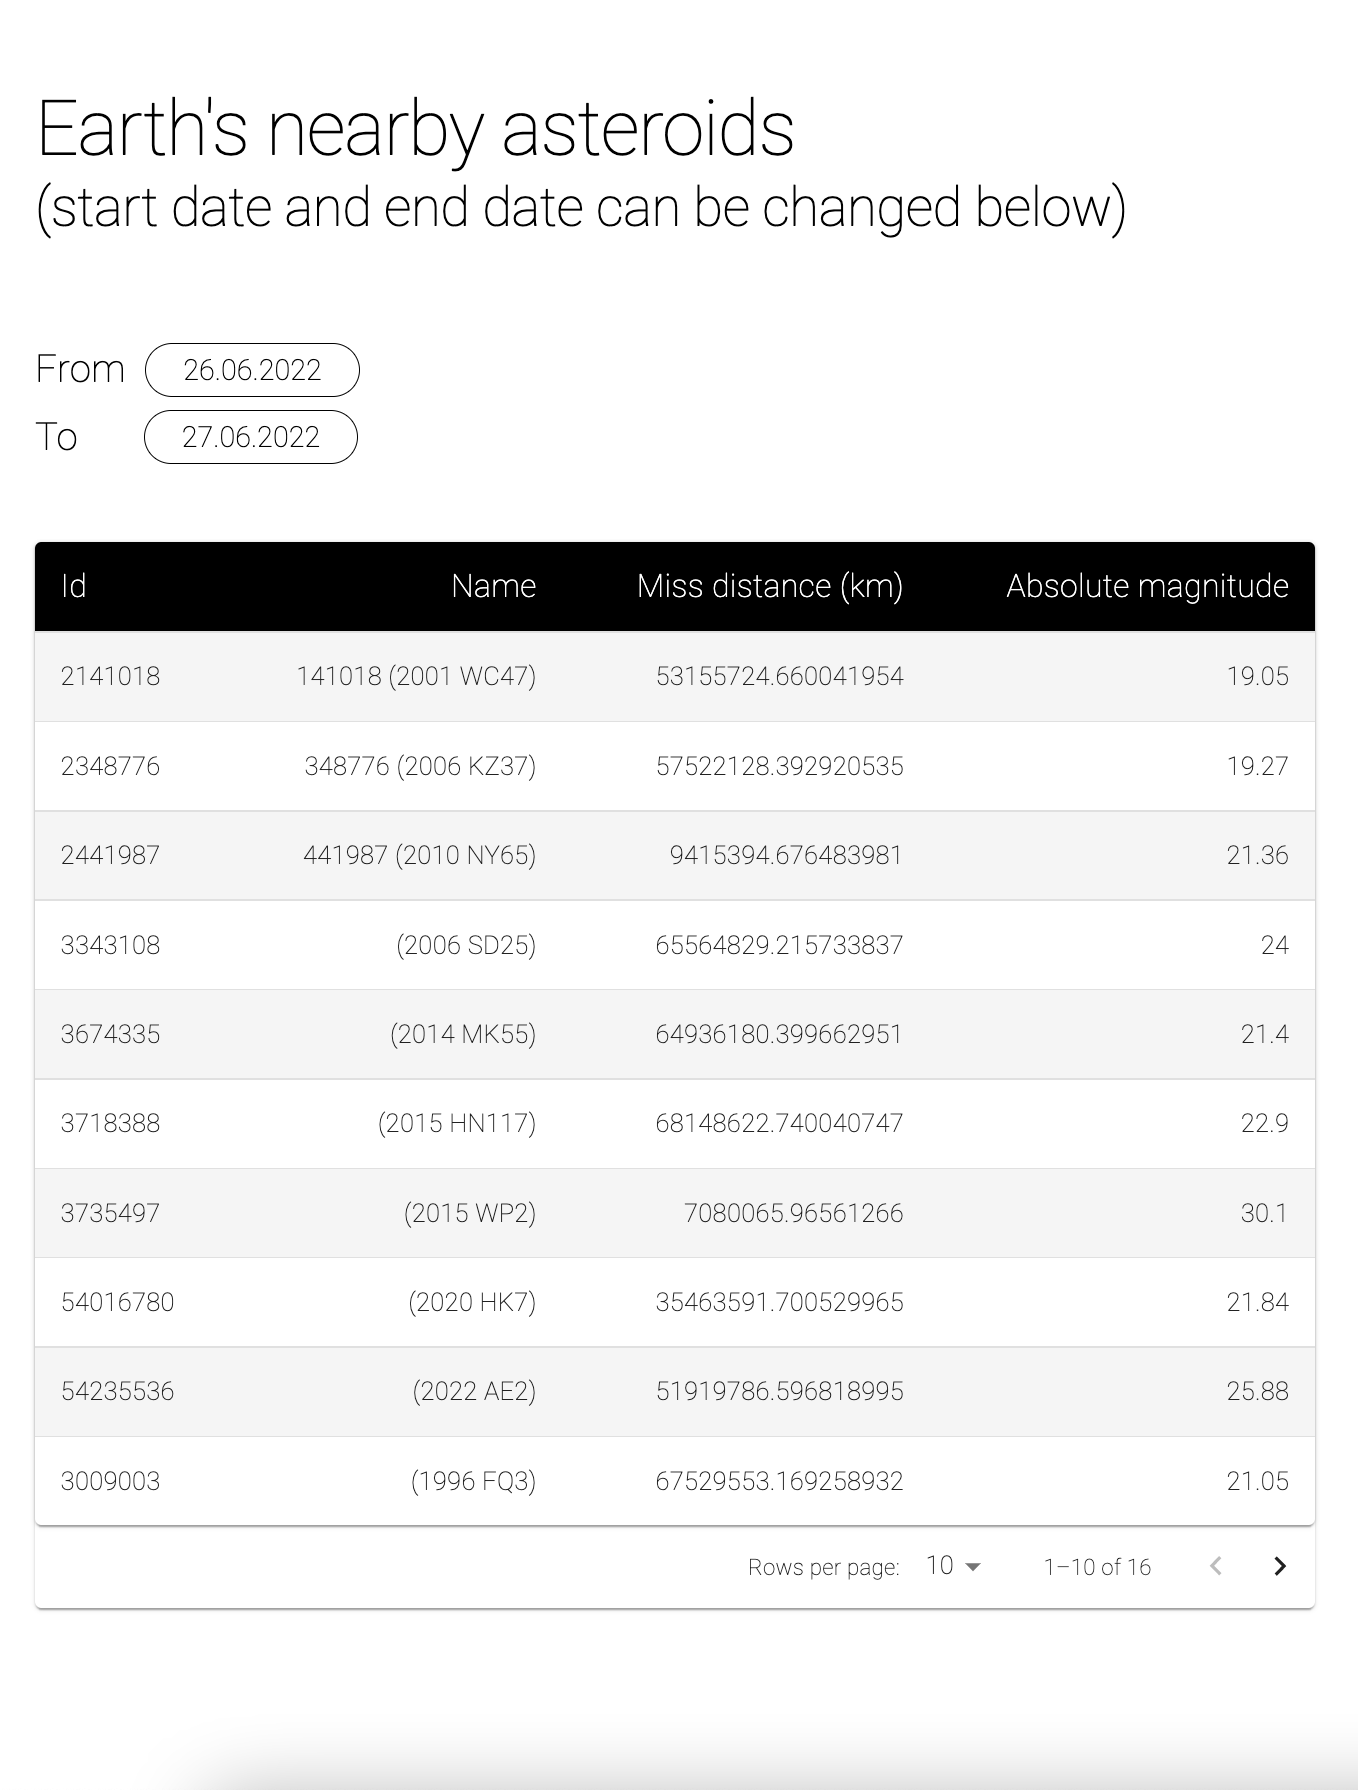 Earth's nearby asteroids
(start date and end date can be changed below)
From 26.06.2022
To 27.06.2022
Id Name Miss distance (km) Absolute magnitude
2141018 141018 (2001 WC47) 53155724.660041954 19.05
2348776 348776 (2006 KZ37) 57522128.392920535 19.27
2441987 441987 (2010 NY65) 9415394.676483981 21.36
3343108 (2006 SD25) 65564829.215733837 24
3674335 (2014 MK55) 64936180.399662951 21.4
3718388 (2015 HN117) 68148622.740040747 22.9
3735497 (2015 WP2) 7080065.96561266 30.1
54016780 (2020 HK7) 35463591.700529965 21.84
54235536 (2022 AE2) 51919786.596818995 25.88
3009003 (1996 FQ3) 67529553.169258932 21.05
Rows per page: 10 1–10 of 16